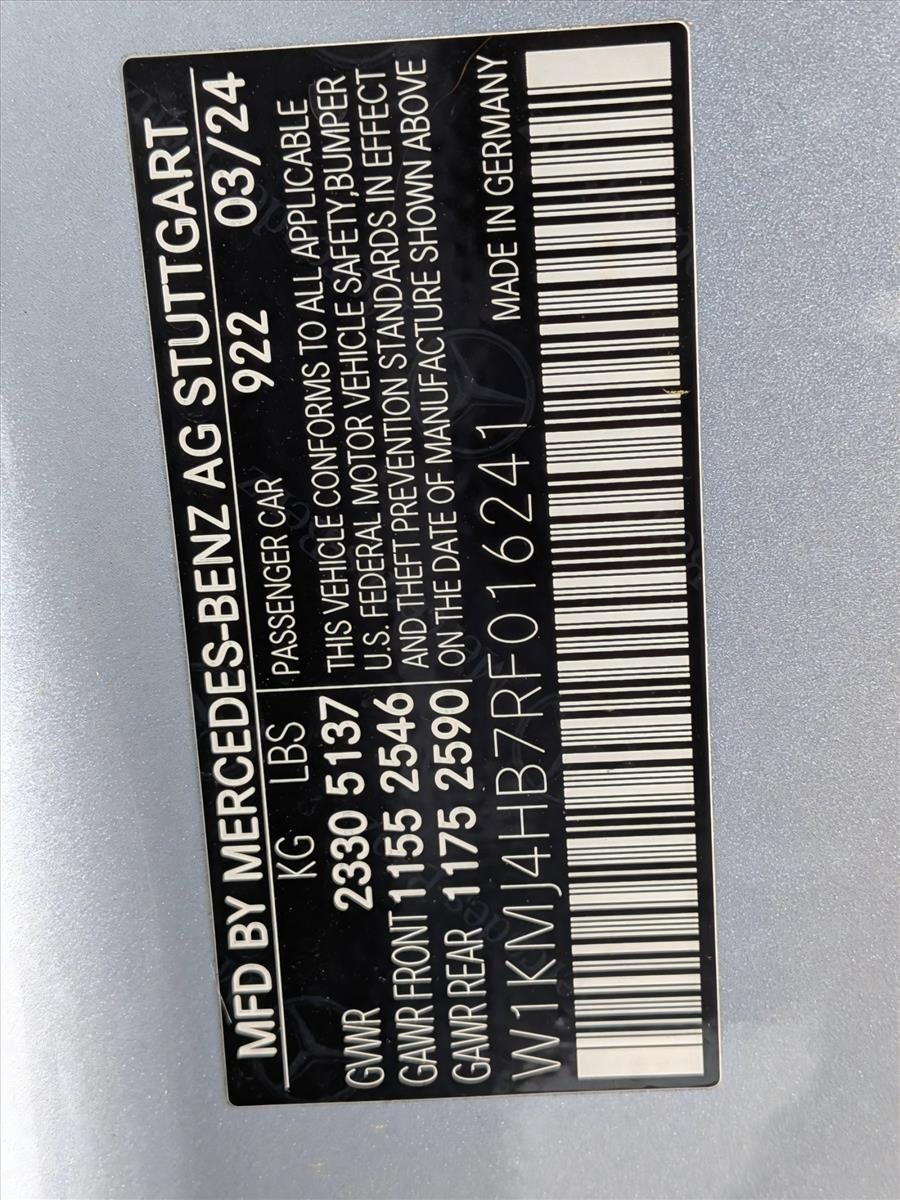 MFD BY MERCEDES-BENZ AG STUTTGART
922 03/24
KG LBS
GVWR 2330 5137
GAWR FRONT 1155 2546
GAWR REAR 1175 2590
PASSENGER CAR
THIS VEHICLE CONFORMS TO ALL APPLICABLE
U.S. FEDERAL MOTOR VEHICLE SAFETY,BUMPER
AND THEFT PREVENTION STANDARDS IN EFFECT
ON THE DATE OF MANUFACTURE SHOWN ABOVE
MADE IN GERMANY
W1KMJ4HB7RF016241